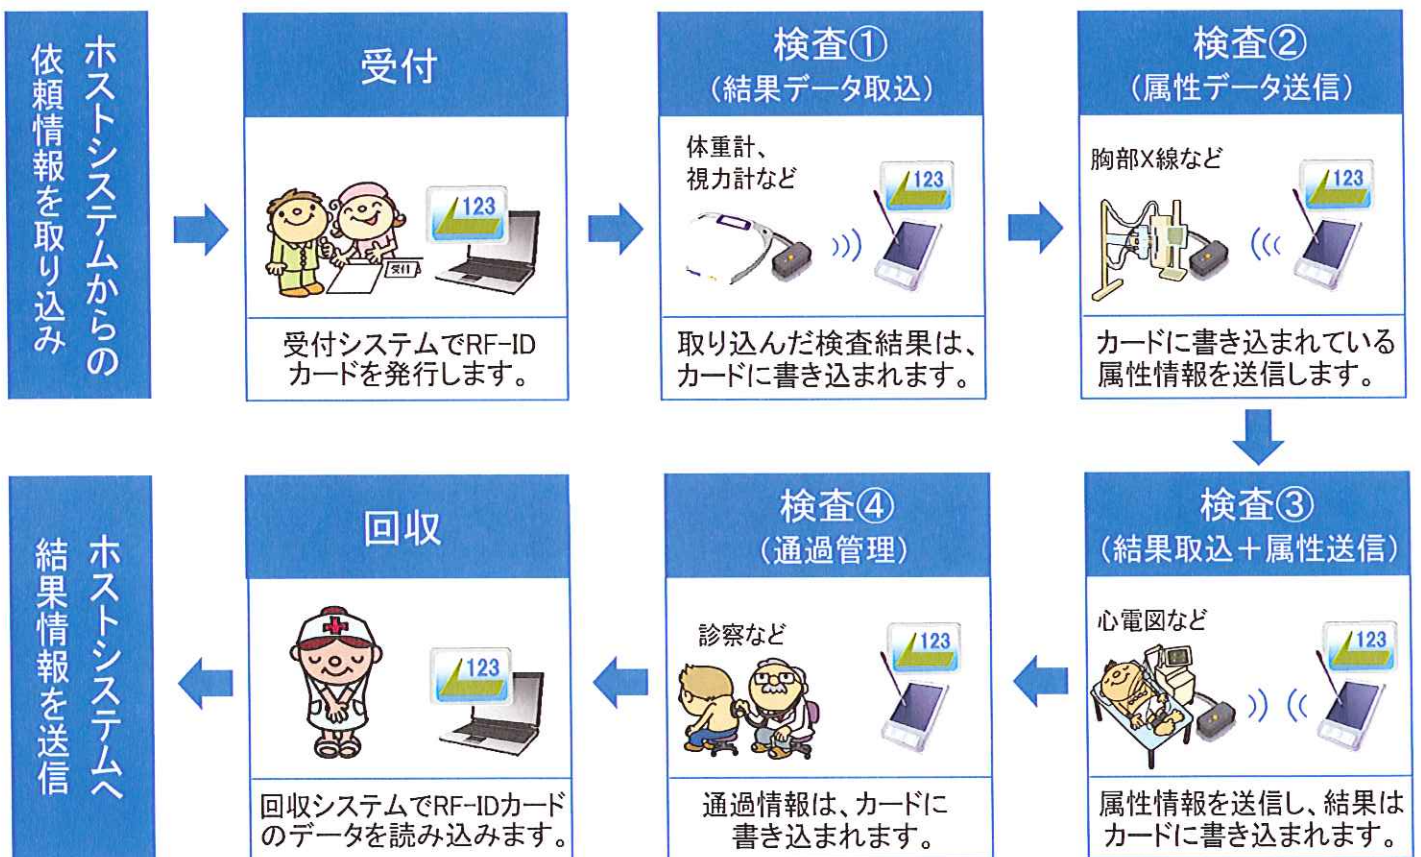 ホストシステムからの
依頼情報を取り込み
受付
受付
123
受付システムでRF-ID
カードを発行します。
検査①
（結果データ取込）
体重計、
視力計など
123
取り込んだ検査結果は、
カードに書き込まれます。
検査②
（属性データ送信）
胸部X線など
123
カードに書き込まれている
属性情報を送信します。
検査③
（結果取込＋属性送信）
心電図など
123
属性情報を送信し、結果は
カードに書き込まれます。
検査④
（通過管理）
診察など
123
通過情報は、カードに
書き込まれます。
回収
123
回収システムでRF-IDカード
のデータを読み込みます。
ホストシステムへ
結果情報を送信